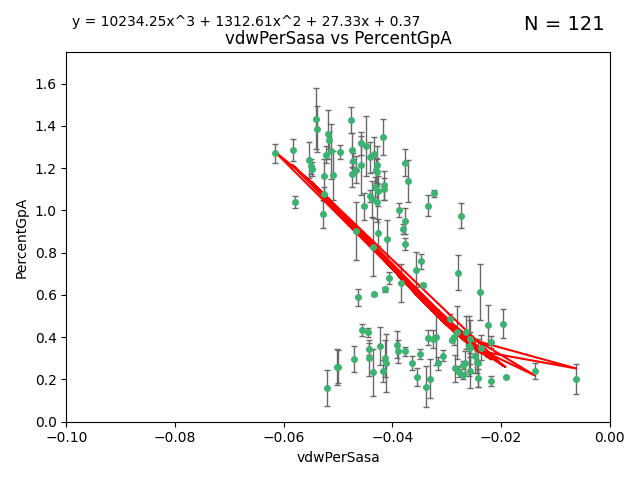 y = 10234.25x^3 + 1312.61x^2 + 27.33x + 0.37
N = 121
vdwPerSasa vs PercentGpA
PercentGpA
1.6
1.4
1.2
1.0
0.8
0.6
0.4
0.2
0.0
−0.10 −0.08 −0.06 −0.04 −0.02 0.00
vdwPerSasa